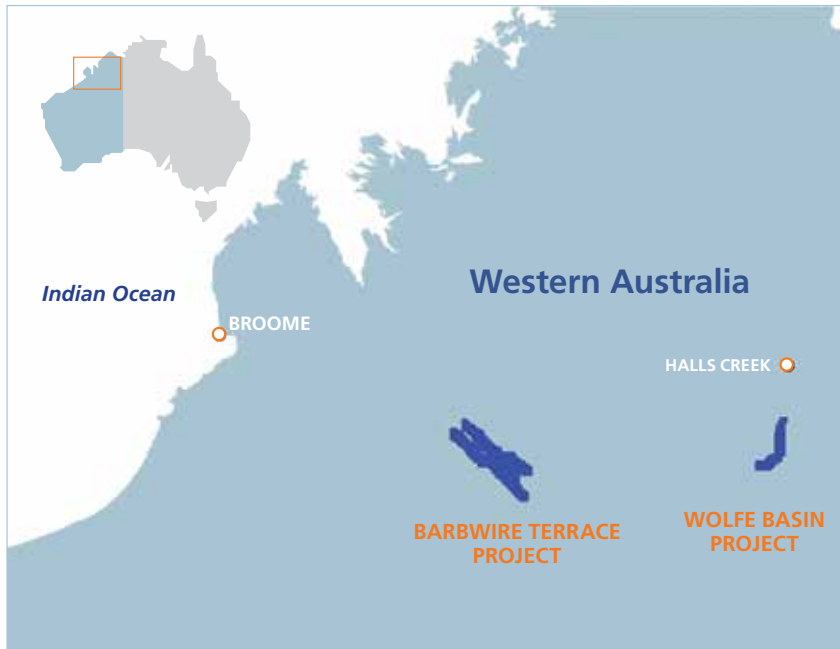 Western Australia
Indian Ocean
BROOME
HALLS CREEK
BARBWIRE TERRACE
PROJECT
WOLFE BASIN
PROJECT